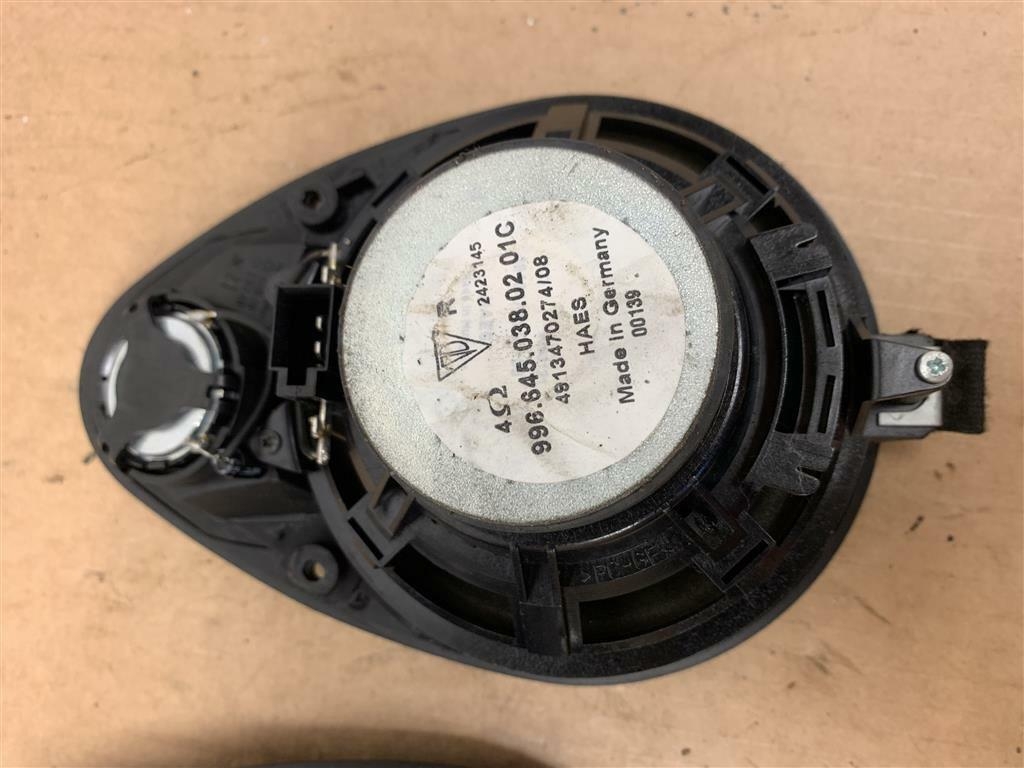 R
2423145
4Ω
996.645.038.02 01C
4913470274/08
HAES
Made in Germany
00139